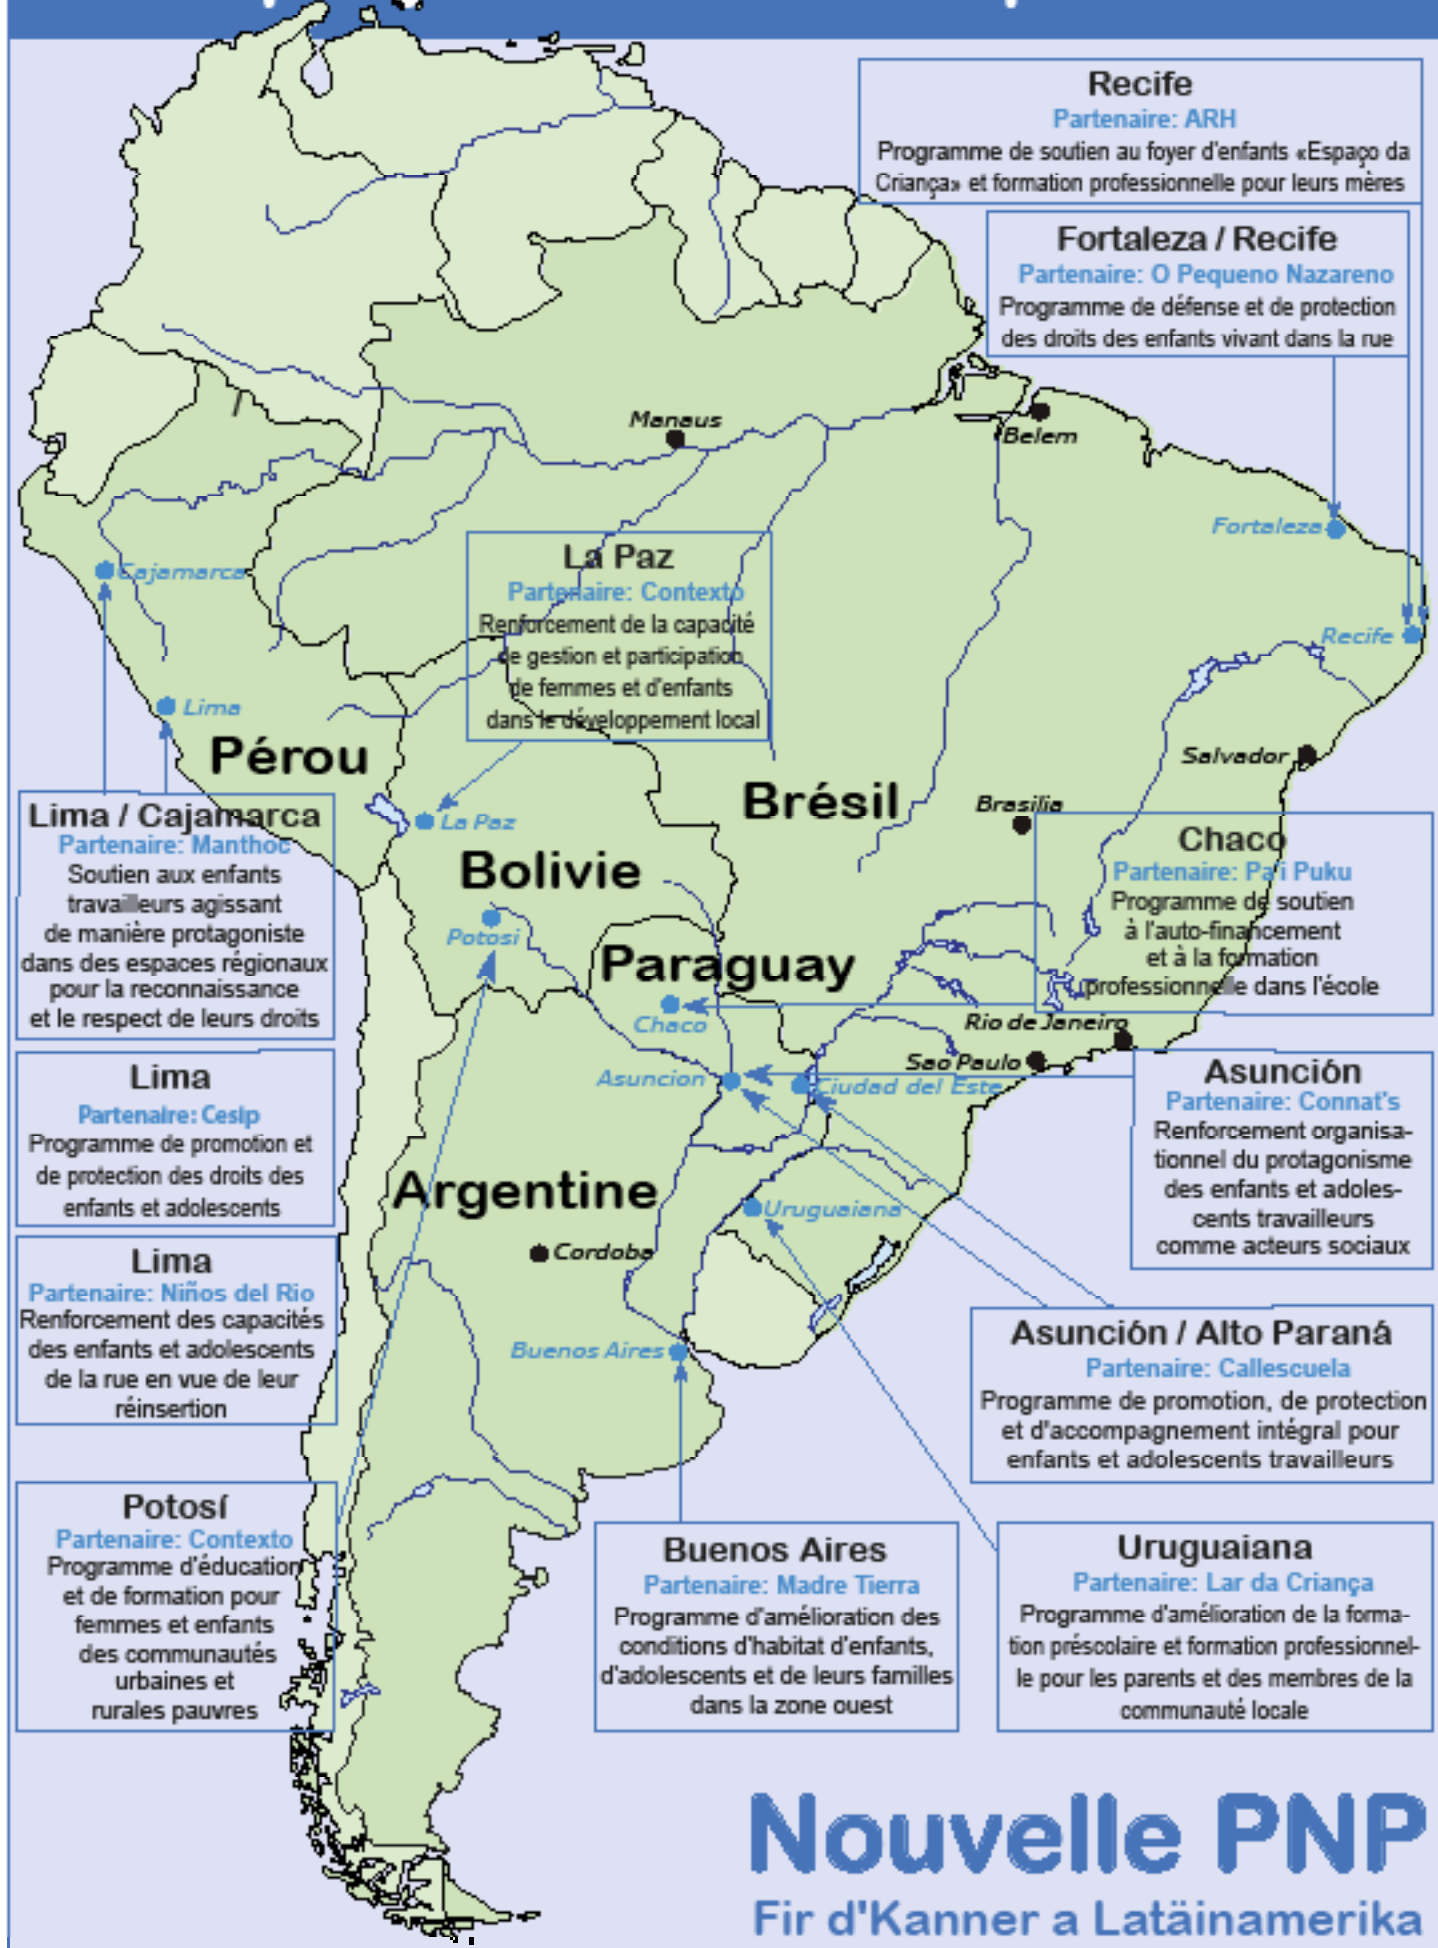 Recife
Partenaire: ARH
Programme de soutien au foyer d'enfants «Espaço da
Criança» et formation professionnelle pour leurs mères
Fortaleza / Recife
Partenaire: O Pequeno Nazareno
Programme de défense et de protection
des droits des enfants vivant dans la rue
Manaus
Belem
Fortaleza
Cajamarca
La Paz
Partenaire: Contexto
Renforcement de la capacité
de gestion et participation
de femmes et d'enfants
dans le développement local
Recife
Lima
Pérou
Salvador
Brésil
Brasilia
La Paz
Lima / Cajamarca
Partenaire: Manthoc
Soutien aux enfants
travailleurs agissant
de manière protagoniste
dans des espaces régionaux
pour la reconnaissance
et le respect de leurs droits
Bolivie
Potosi
Chaco
Partenaire: Pa'i Puku
Programme de soutien
à l'auto-financement
et à la formation
professionnelle dans l'école
Paraguay
Chaco
Rio de Janeiro
Sao Paulo
Asuncion
Ciudad del Este
Lima
Partenaire: Cesip
Programme de promotion et
de protection des droits des
enfants et adolescents
Asunción
Partenaire: Connat's
Renforcement organisa-
tionnel du protagonisme
des enfants et adoles-
cents travailleurs
comme acteurs sociaux
Argentine
Uruguaiana
Cordoba
Lima
Partenaire: Niños del Rio
Renforcement des capacités
des enfants et adolescents
de la rue en vue de leur
réinsertion
Buenos Aires
Asunción / Alto Paraná
Partenaire: Callescuela
Programme de promotion, de protection
et d'accompagnement intégral pour
enfants et adolescents travailleurs
Potosí
Partenaire: Contexto
Programme d'éducation
et de formation pour
femmes et enfants
des communautés
urbaines et
rurales pauvres
Buenos Aires
Partenaire: Madre Tierra
Programme d'amélioration des
conditions d'habitat d'enfants,
d'adolescents et de leurs familles
dans la zone ouest
Uruguaiana
Partenaire: Lar da Criança
Programme d'amélioration de la forma-
tion préscolaire et formation professionnel-
le pour les parents et des membres de la
communauté locale
Nouvelle PNP
Fir d'Kanner a Latäinamerika